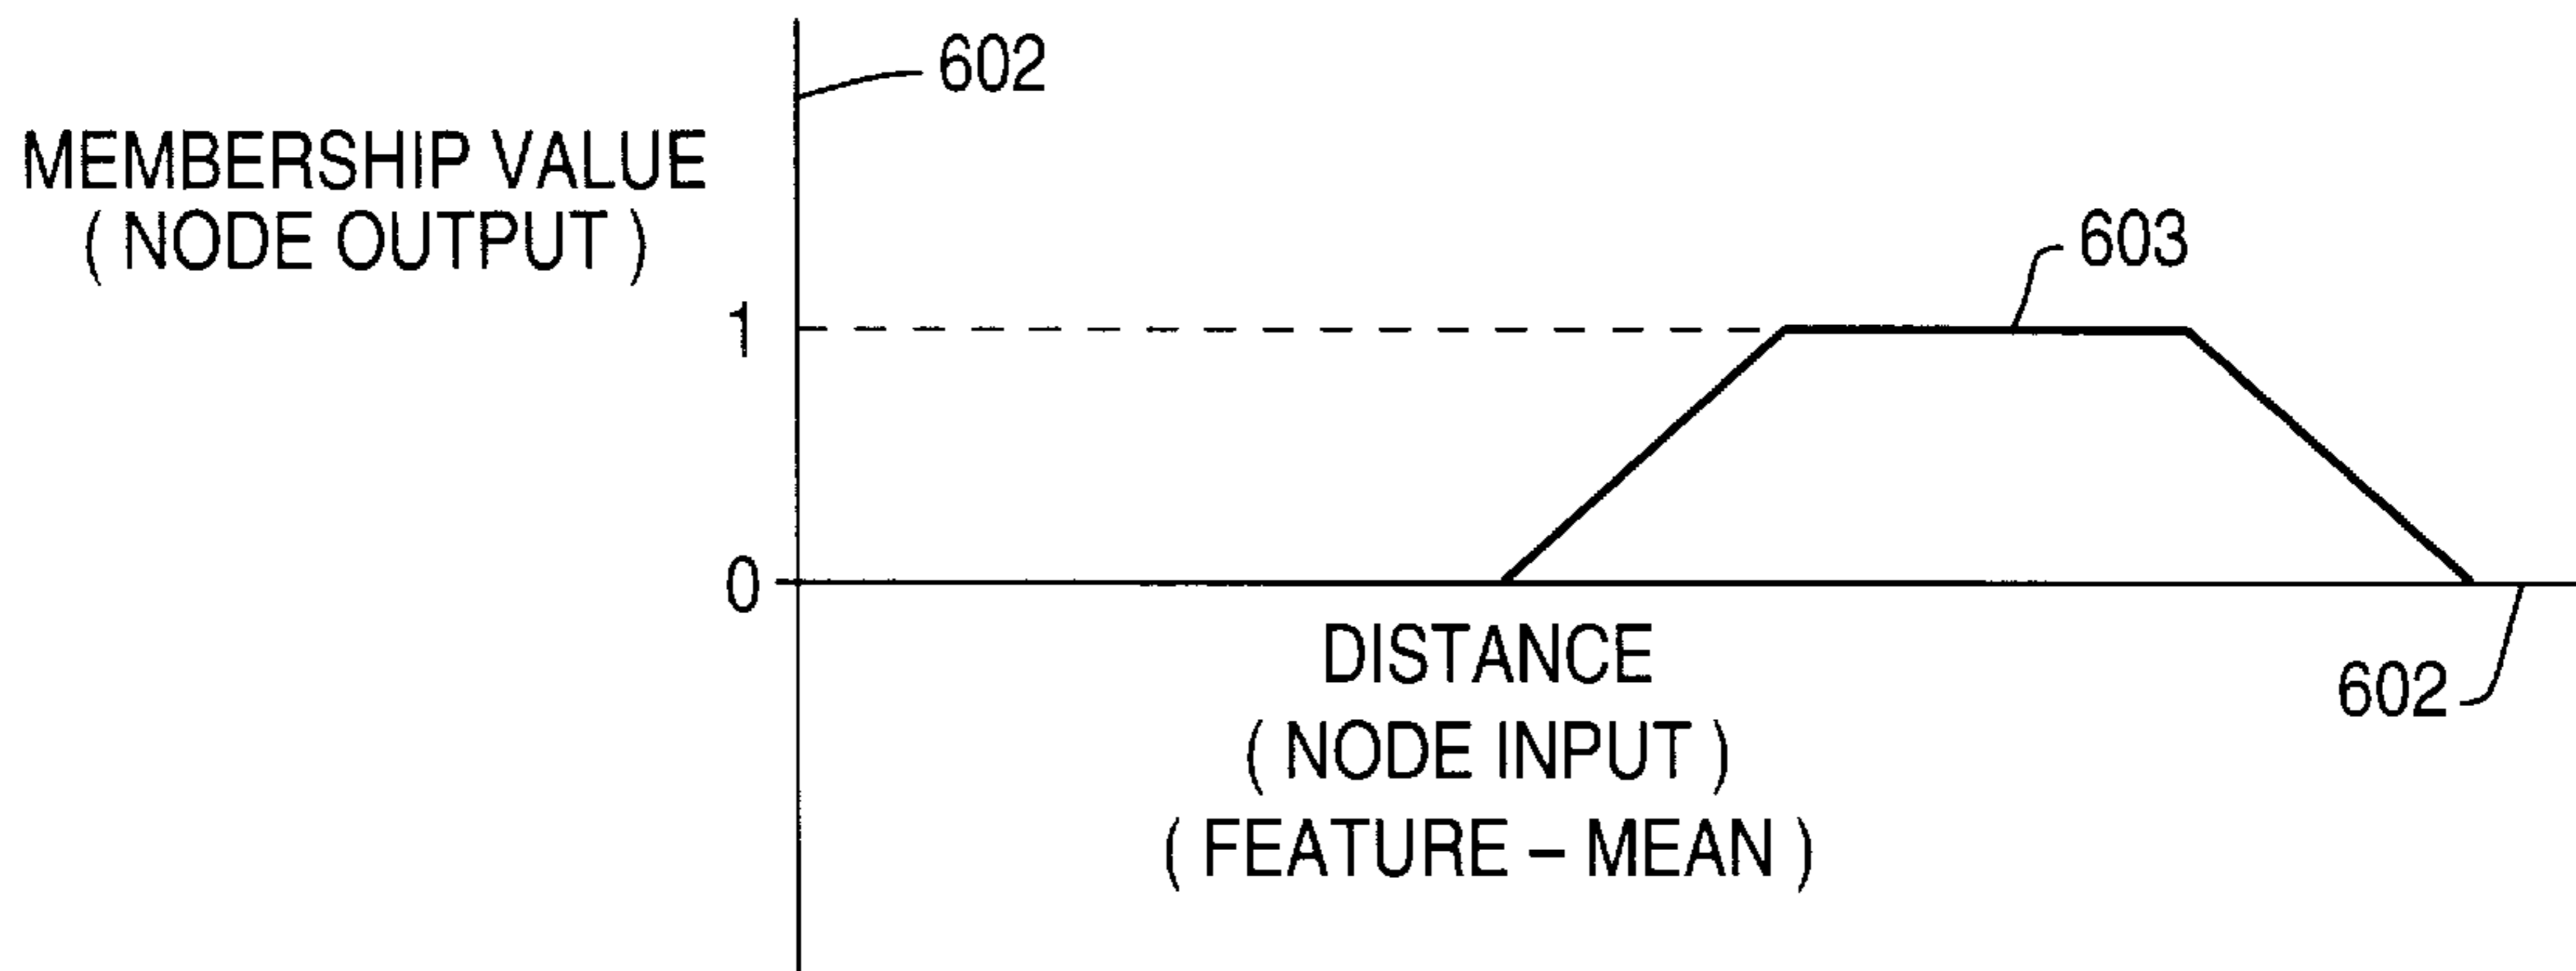 602
MEMBERSHIP VALUE
( NODE OUTPUT )
603
1
0
DISTANCE
( NODE INPUT )
( FEATURE – MEAN )
602